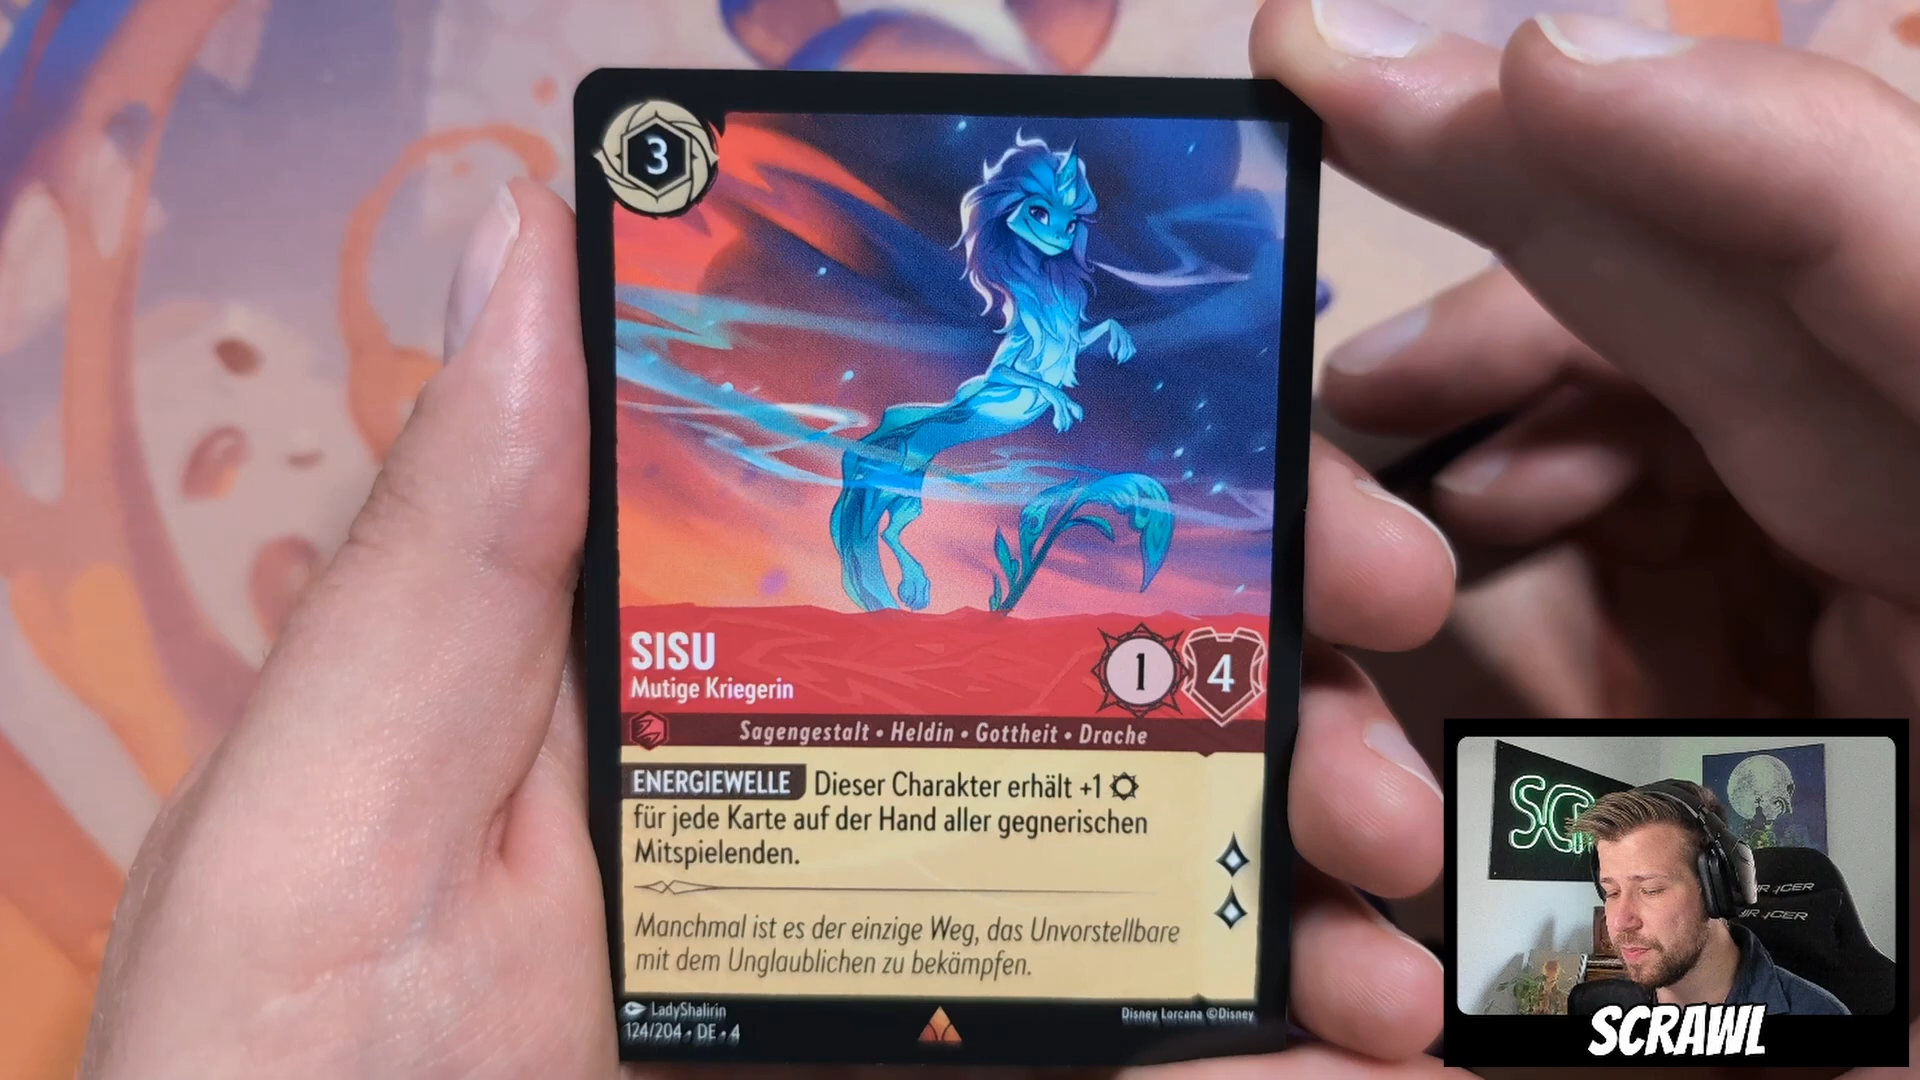 3
SISU
Mutige Kriegerin
1
4
Sagengestalt • Heldin • Gottheit • Drache
ENERGIEWELLE Dieser Charakter erhält +1
für jede Karte auf der Hand aller gegnerischen
Mitspielenden.
Manchmal ist es der einzige Weg, das Unvorstellbare
mit dem Unglaublichen zu bekämpfen.
LadyShalirin
124/204 • DE • 4
Disney Lorcana ©Disney
SCRAWL